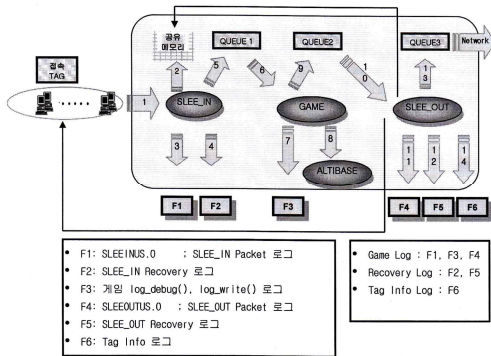 공유
메모리
QUEUE 1
QUEUE2
QUEUE3
Network
접속
TAG
1
2
SLEE_IN
5
6
GAME
9
1
0
SLEE_OUT
1
3
3
4
7
8
ALTIBASE
1
1
1
2
1
4
F1
F2
F3
F4
F5
F6
• F1: SLEEINUS.0 ; SLEE_IN Packet 로그
• F2: SLEE_IN Recovery 로그
• F3: 게임 log_debug(), log_write() 로그
• F4: SLEEOUTUS.0 ; SLEE_OUT Packet 로그
• F5: SLEE_OUT Recovery 로그
• F6: Tag Info 로그
• Game Log : F1, F3, F4
• Recovery Log : F2, F5
• Tag Info Log : F6